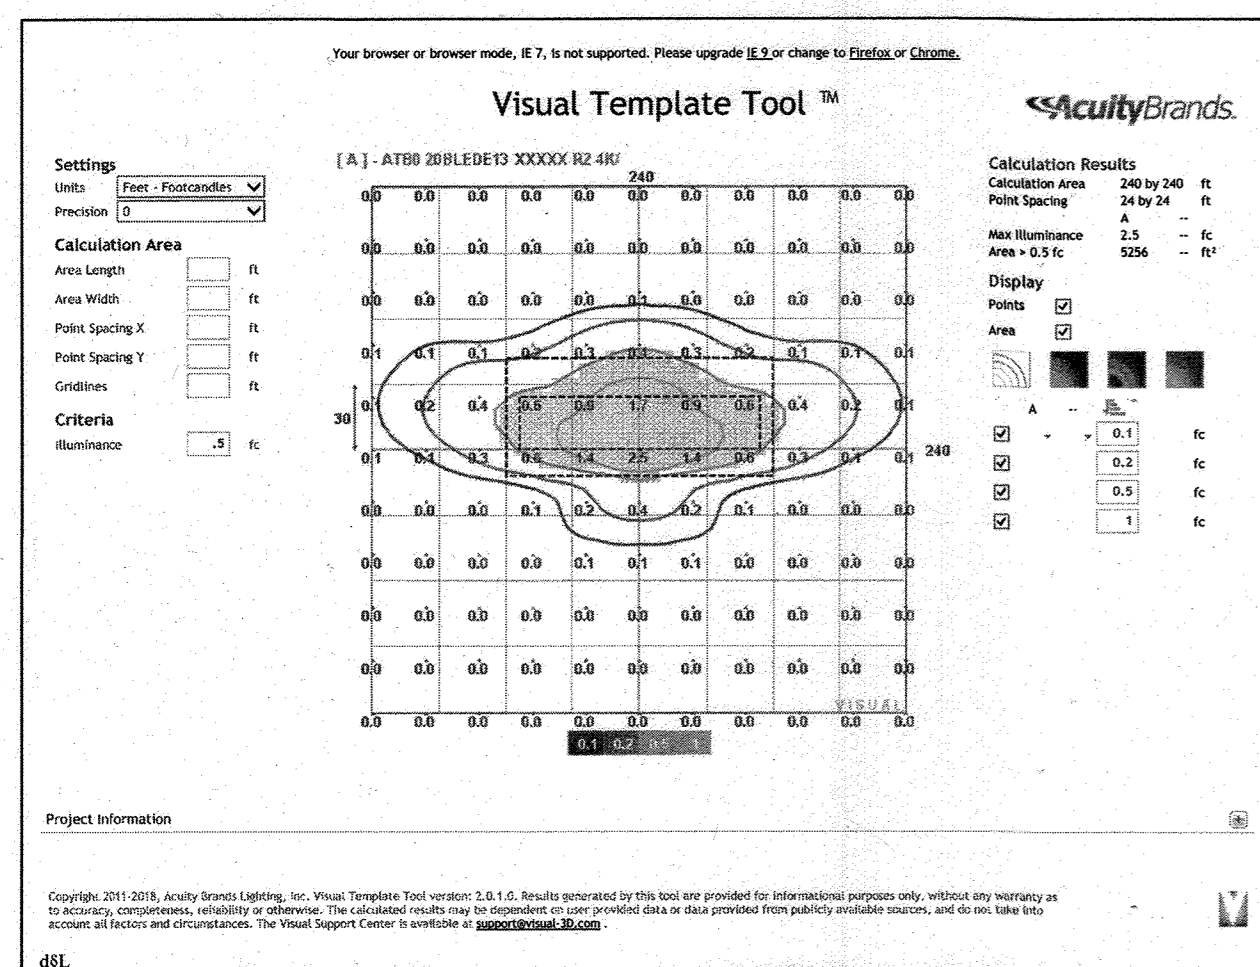 Your browser or browser mode, IE 7, is not supported. Please upgrade IE 9 or change to Firefox or Chrome.
Visual Template Tool ™
AcuityBrands.
Settings
Units Feet - Footcandles
Precision 0
Calculation Area
Area Length ft
Area Width ft
Point Spacing X ft
Point Spacing Y ft
Gridlines ft
Criteria
Illuminance .5 fc
[ A ] - ATB0 20BLEDE13 XXXXX R2 4K/
240
0.0 0.0 0.0 0.0 0.0 0.0 0.0 0.0 0.0 0.0 0.0
0.0 0.0 0.0 0.0 0.0 0.0 0.0 0.0 0.0 0.0 0.0
0.0 0.0 0.0 0.0 0.0 0.1 0.0 0.0 0.0 0.0 0.0
0.1 0.1 0.1 0.2 0.3 0.3 0.2 0.1 0.1 0.1
30
0.1 0.2 0.4 0.6 0.9 1.7 0.9 0.6 0.4 0.2 0.1
0.1 0.1 0.3 0.6 1.4 2.5 1.4 0.6 0.3 0.1 0.1
240
0.0 0.0 0.0 0.1 0.2 0.4 0.2 0.1 0.0 0.0 0.0
0.0 0.0 0.0 0.0 0.1 0.1 0.1 0.0 0.0 0.0 0.0
0.0 0.0 0.0 0.0 0.0 0.0 0.0 0.0 0.0 0.0 0.0
0.0 0.0 0.0 0.0 0.0 0.0 0.0 0.0 0.0 0.0 0.0
VISUAL
0.0 0.0 0.0 0.0 0.0 0.0 0.0 0.0 0.0 0.0 0.0
0.1 0.2 0.5 1
Calculation Results
Calculation Area 240 by 240 ft
Point Spacing 24 by 24 ft
A --
Max Illuminance 2.5 -- fc
Area > 0.5 fc 5256 -- ft²
Display
Points
Area
A --
0.1 fc
0.2 fc
0.5 fc
1 fc
Project Information
Copyright 2011-2018, Acuity Brands Lighting, Inc. Visual Template Tool version: 2.0.1.0. Results generated by this tool are provided for informational purposes only, without any warranty as
to accuracy, completeness, reliability or otherwise. The calculated results may be dependent on user provided data or data provided from publicly available sources, and do not take into
account all factors and circumstances. The Visual Support Center is available at support@visual-3D.com .
V
d8L